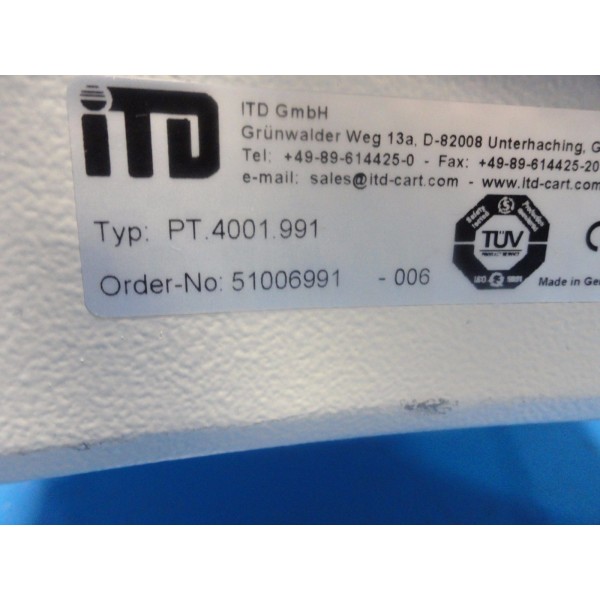 iTD
ITD GmbH
Grünwalder Weg 13a, D-82008 Unterhaching, G
Tel: +49-89-614425-0 - Fax: +49-89-614425-20
e-mail: sales@itd-cart.com - www.itd-cart.com
Typ: PT.4001.991
TÜV
Order-No: 51006991 -006
Made in Ger